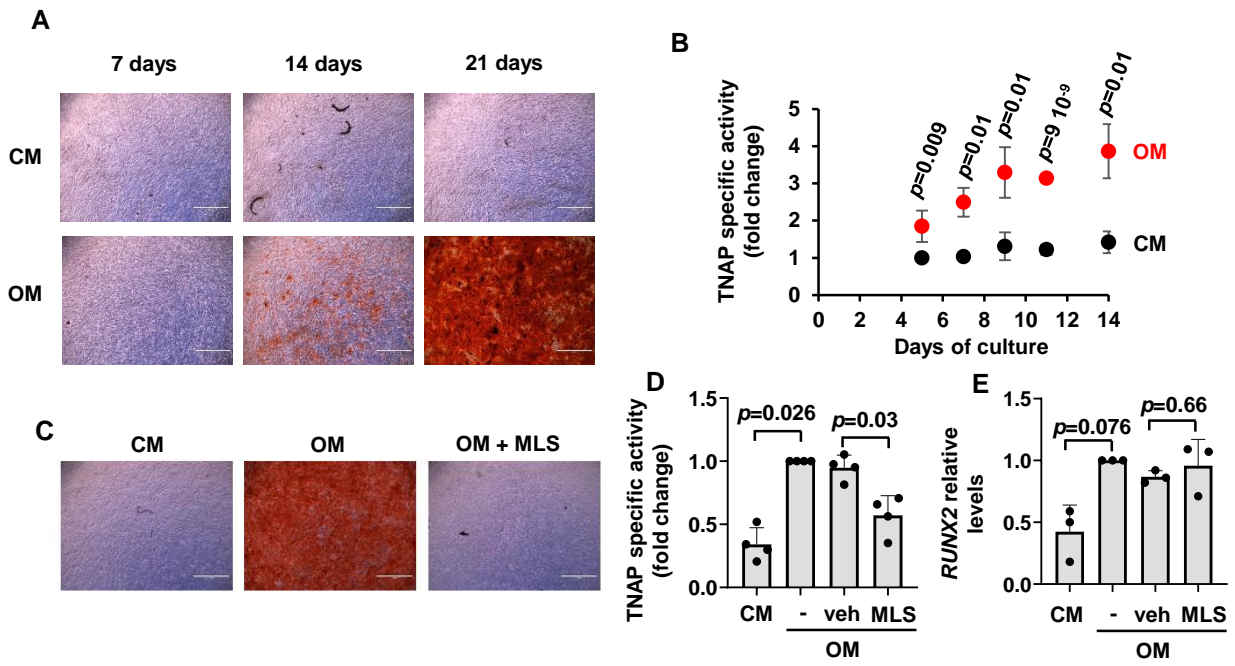 A
7 days
14 days
21 days
CM
OM
B
TNAP specific activity
(fold change)
5
4
3
2
1
0
p=0.009
p=0.01
p=0.01
p=9 10-9
p=0.01
OM
CM
0 2 4 6 8 10 12 14
Days of culture
C
CM
OM
OM + MLS
D
TNAP specific activity
(fold change)
1.5
1.0
0.5
0.0
p=0.026
p=0.03
CM - veh MLS
OM
E
RUNX2 relative
levels
1.5
1.0
0.5
0.0
p=0.076
p=0.66
CM - veh MLS
OM